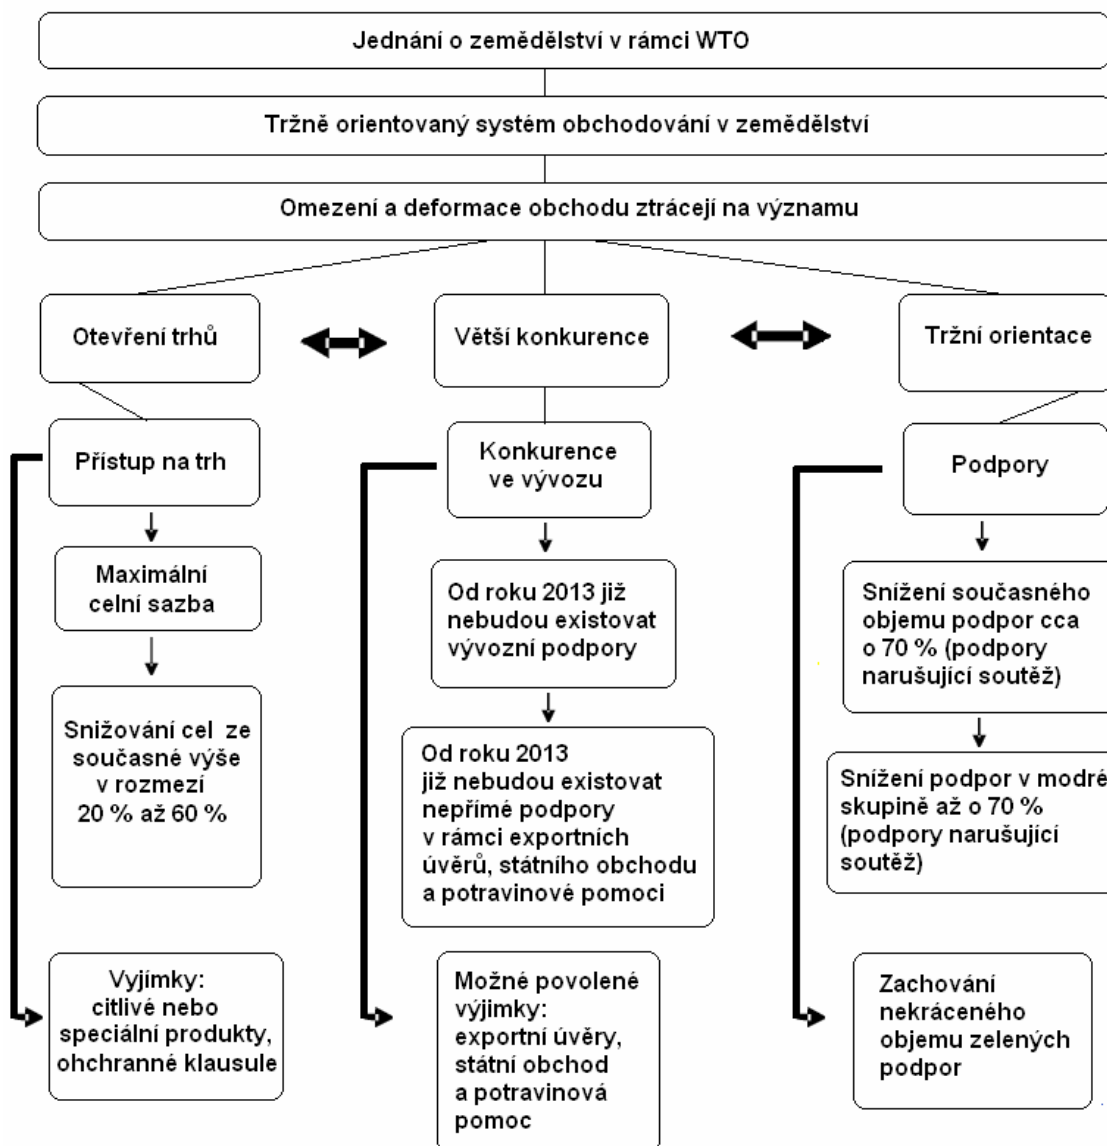 Jednání o zemědělství v rámci WTO
Tržně orientovaný systém obchodování v zemědělství
Omezení a deformace obchodu ztrácejí na významu
Otevření trhů
Větší konkurence
Tržní orientace
Přístup na trh
Konkurence
ve vývozu
Podpory
Maximální
celní sazba
Od roku 2013 již
nebudou existovat
vývozní podpory
Snížení současného
objemu podpor cca
o 70 % (podpory
narušující soutěž)
Snižování cel ze
současné výše
v rozmezí
20 % až 60 %
Od roku 2013
již nebudou existovat
nepřímé podpory
v rámci exportních
úvěrů, státního obchodu
a potravinové pomoci
Snížení podpor v modré
skupině až o 70 %
(podpory narušující
soutěž)
Vyjímky:
citlivé nebo
speciální produkty,
ohchranné klausule
Možné povolené
výjimky:
exportní úvěry,
státní obchod
a potravinová
pomoc
Zachování
nekráceného
objemu zelených
podpor